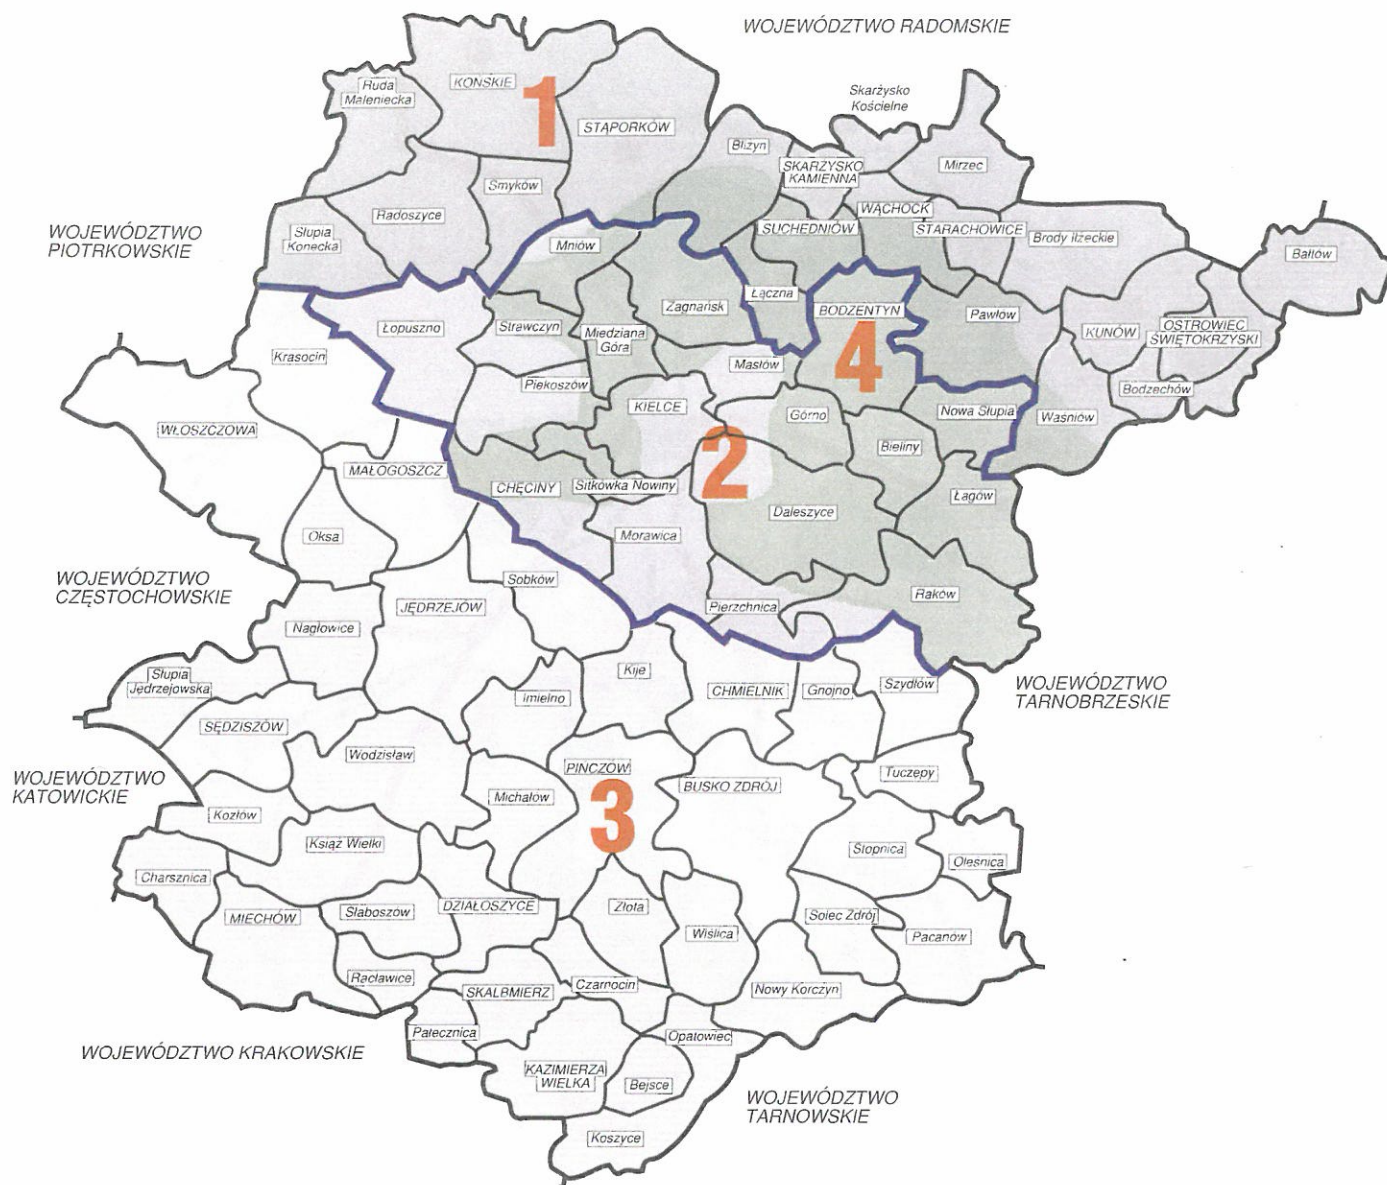 WOJEWÓDZTWO RADOMSKIE
Ruda
Maleniecka
KOŃSKIE
1
STĄPORKÓW
Skarżysko
Kościelne
Bliżyn
SKARŻYSKO
KAMIENNA
Mirzec
Smyków
Radoszyce
Słupia
Konecka
WOJEWÓDZTWO
PIOTRKOWSKIE
Mniów
SUCHEDNIÓW
WĄCHOCK
STARACHOWICE
Brody Iłżeckie
Bałtów
Łopuszno
Zagnańsk
Łączna
BODZENTYN
Pawłów
KUNÓW
OSTROWIEC
ŚWIĘTOKRZYSKI
Krasocin
Strawczyn
Miedziana
Góra
Masłów
4
Bodzechów
Piekoszów
KIELCE
Górno
Nowa Słupia
Waśniów
WŁOSZCZOWA
MAŁOGOSZCZ
Bieliny
2
CHĘCINY
Sitkówka Nowiny
Łagów
Daleszyce
Oksa
Morawica
WOJEWÓDZTWO
CZĘSTOCHOWSKIE
Sobków
JĘDRZEJÓW
Pierzchnica
Raków
Nagłowice
Słupia
Jędrzejowska
Imielno
Kije
CHMIELNIK
Gnojno
Szydłów
WOJEWÓDZTWO
TARNOBRZESKIE
SĘDZISZÓW
Wodzisław
PIŃCZÓW
BUSKO ZDRÓJ
Tuczępy
WOJEWÓDZTWO
KATOWICKIE
Michałów
3
Kozłów
Książ Wielki
Stopnica
Oleśnica
Charsznica
MIECHÓW
Słaboszów
DZIAŁOSZYCE
Złota
Wiślica
Solec Zdrój
Pacanów
Racławice
SKALBMIERZ
Czarnocin
Nowy Korczyn
Pałecznica
Opatowiec
WOJEWÓDZTWO KRAKOWSKIE
KAZIMIERZA
WIELKA
Bejsce
WOJEWÓDZTWO
TARNOWSKIE
Koszyce